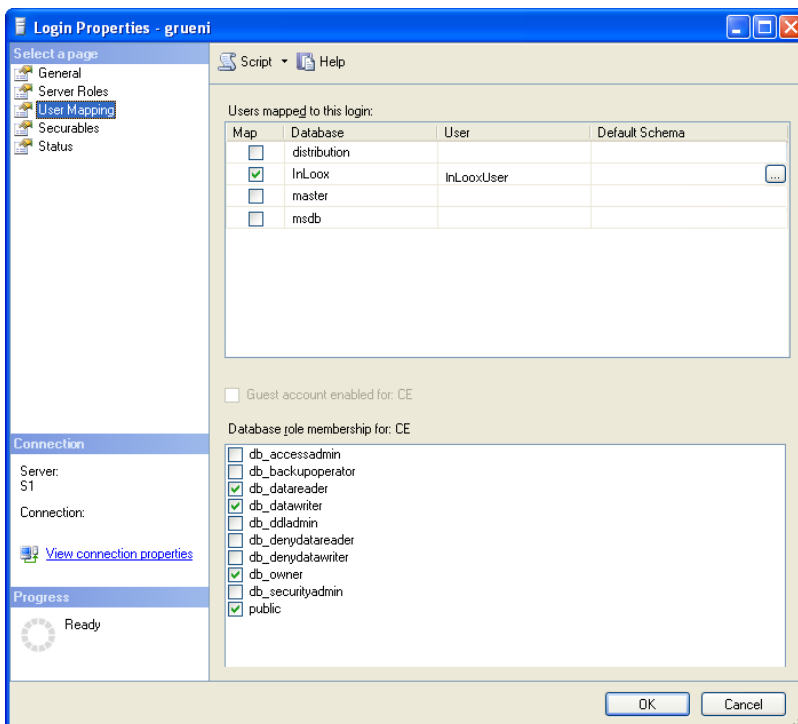 Login Properties - grueni
Select a page
General
Server Roles
User Mapping
Securables
Status
Script Help
Users mapped to this login:
Map Database User Default Schema
distribution
InLoox InLooxUser ...
master
msdb
Guest account enabled for: CE
Database role membership for: CE
db_accessadmin
db_backupoperator
db_datareader
db_datawriter
db_ddladmin
db_denydatareader
db_denydatawriter
db_owner
db_securityadmin
public
Connection
Server:
S1
Connection:
View connection properties
Progress
Ready
OK Cancel